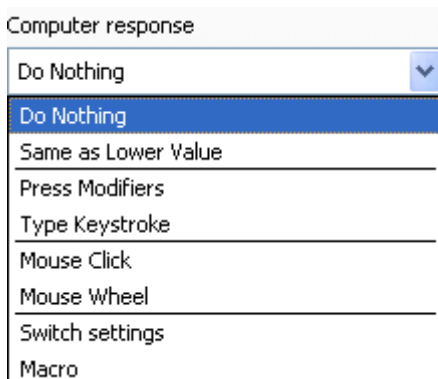 Computer response
Do Nothing
Do Nothing
Same as Lower Value
Press Modifiers
Type Keystroke
Mouse Click
Mouse Wheel
Switch settings
Macro